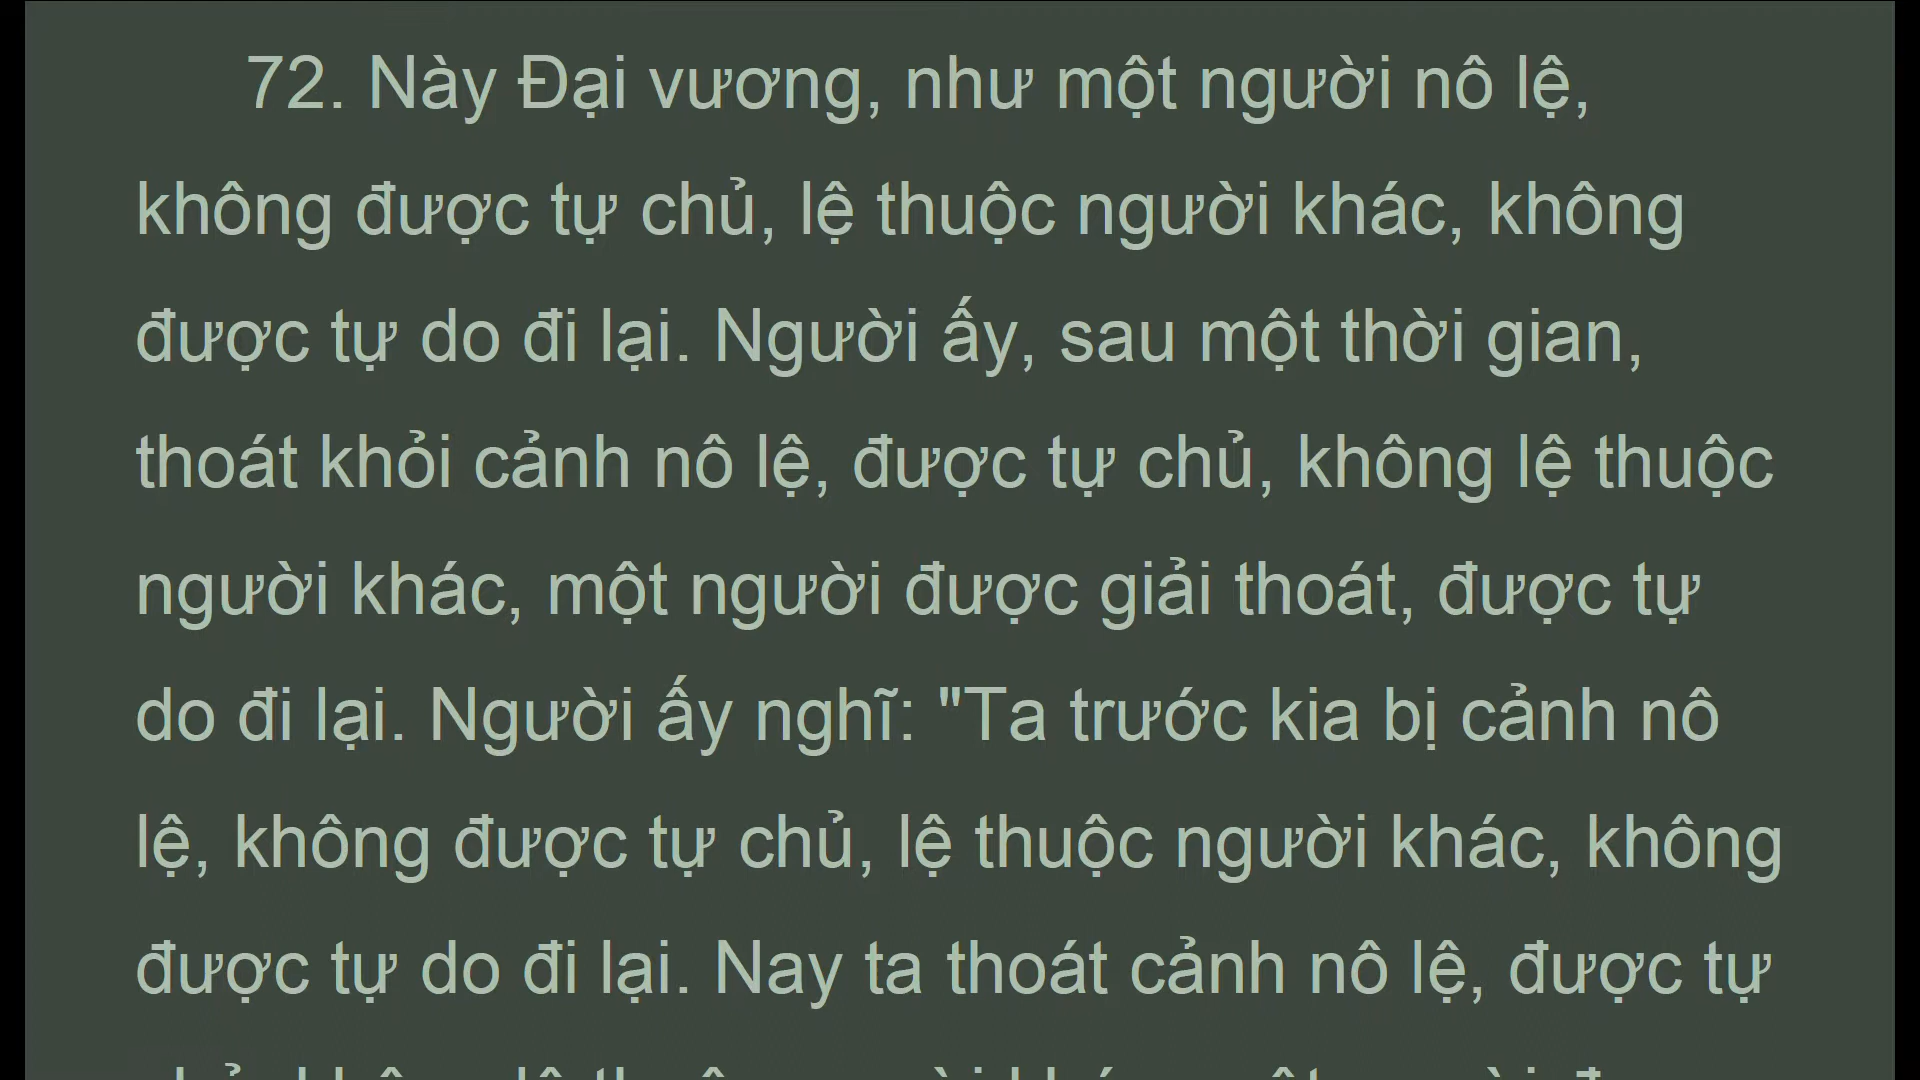 72. Này Đại vương, như một người nô lệ,
không được tự chủ, lệ thuộc người khác, không
được tự do đi lại. Người ấy, sau một thời gian,
thoát khỏi cảnh nô lệ, được tự chủ, không lệ thuộc
người khác, một người được giải thoát, được tự
do đi lại. Người ấy nghĩ: "Ta trước kia bị cảnh nô
lệ, không được tự chủ, lệ thuộc người khác, không
được tự do đi lại. Nay ta thoát cảnh nô lệ, được tự